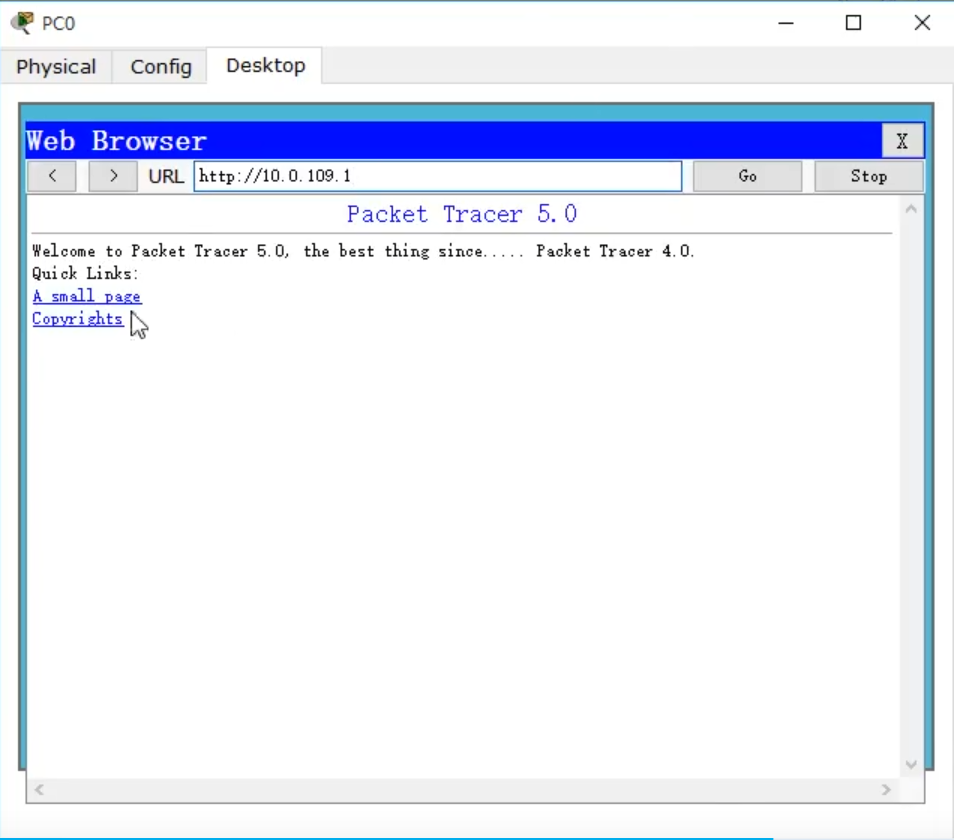 PC0
Physical Config Desktop
Web Browser X
< > URL http://10.0.109.1 Go Stop
Packet Tracer 5.0
Welcome to Packet Tracer 5.0, the best thing since..... Packet Tracer 4.0.
Quick Links:
A small page
Copyrights